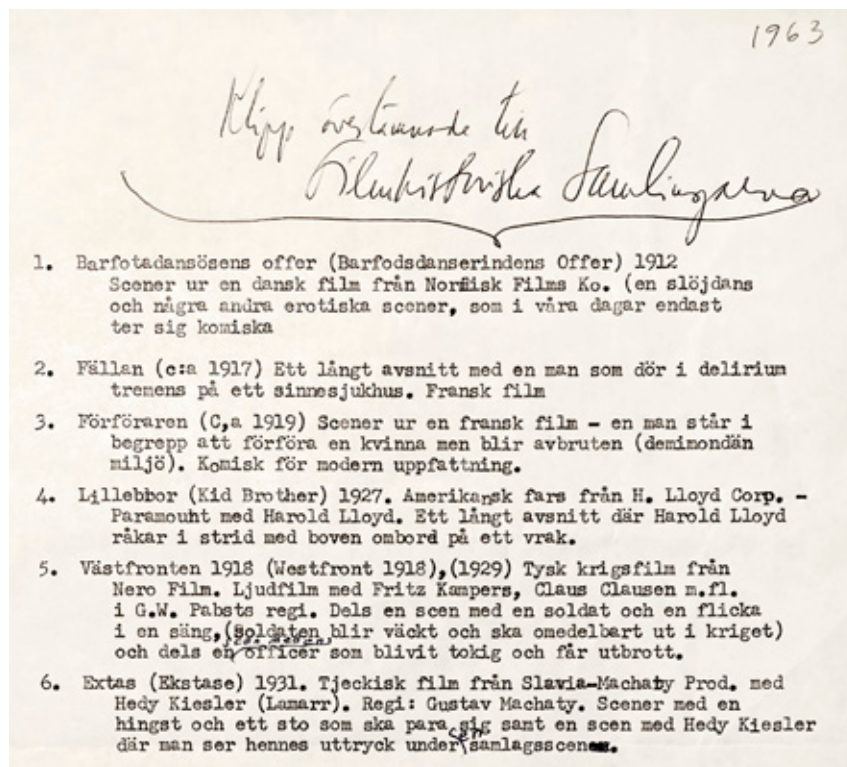 1963
Klipp överlämnade till
Filmhistoriska Samlingarna
1. Barfotadansösens offer (Barfodsdanserindens Offer) 1912
Scener ur en dansk film från Nordisk Films Ko. (en slöjdans
och några andra erotiska scener, som i våra dagar endast
ter sig komiska
2. Fällan (c:a 1917) Ett långt avsnitt med en man som dör i delirium
tremens på ett sinnesjukhus. Fransk film
3. Förföraren (C,a 1919) Scener ur en fransk film - en man står i
begrepp att förföra en kvinna men blir avbruten (demimondän
miljö). Komisk för modern uppfattning.
4. Lillebbor (Kid Brother) 1927. Amerikansk fars från H. Lloyd Corp. -
Paramouht med Harold Lloyd. Ett långt avsnitt där Harold Lloyd
råkar i strid med boven ombord på ett vrak.
5. Västfronten 1918 (Westfront 1918),(1929) Tysk krigsfilm från
Nero Film. Ljudfilm med Fritz Kampers, Claus Clausen m.fl.
i G.W. Pabsts regi. Dels en scen med en soldat och en flicka
i en säng,(soldaten blir väckt och ska omedelbart ut i kriget)
och dels en officer som blivit tokig och får utbrott.
6. Extas (Ekstase) 1931. Tjeckisk film från Slavia-Machaty Prod. med
Hedy Kiesler (Lamarr). Regi: Gustav Machaty. Scener med en
hingst och ett sto som ska para sig samt en scen med Hedy Kiesler
där man ser hennes uttryck under en samlagsscen.